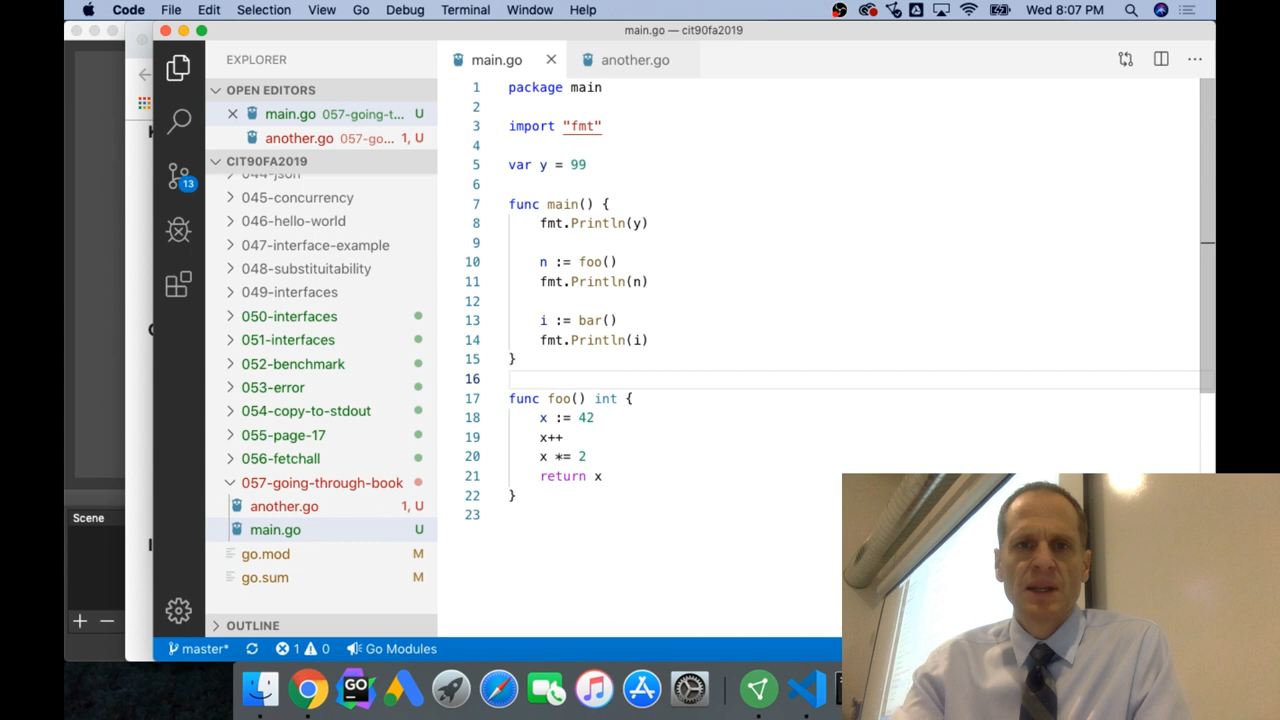 Code File Edit Selection View Go Debug Terminal Window Help Wed 8:07 PM
main.go — cit90fa2019
EXPLORER
OPEN EDITORS
main.go 057-going-t... U
another.go 057-go... 1, U
CIT90FA2019
044-json
045-concurrency
046-hello-world
047-interface-example
048-substituitability
049-interfaces
050-interfaces
051-interfaces
052-benchmark
053-error
054-copy-to-stdout
055-page-17
056-fetchall
057-going-through-book
another.go 1, U
main.go U
go.mod M
go.sum M
OUTLINE
13
main.go another.go
1 package main
2
3 import "fmt"
4
5 var y = 99
6
7 func main() {
8 fmt.Println(y)
9
10 n := foo()
11 fmt.Println(n)
12
13 i := bar()
14 fmt.Println(i)
15 }
16
17 func foo() int {
18 x := 42
19 x++
20 x *= 2
21 return x
22 }
23
Scene
master* 1 0 Go Modules
GO